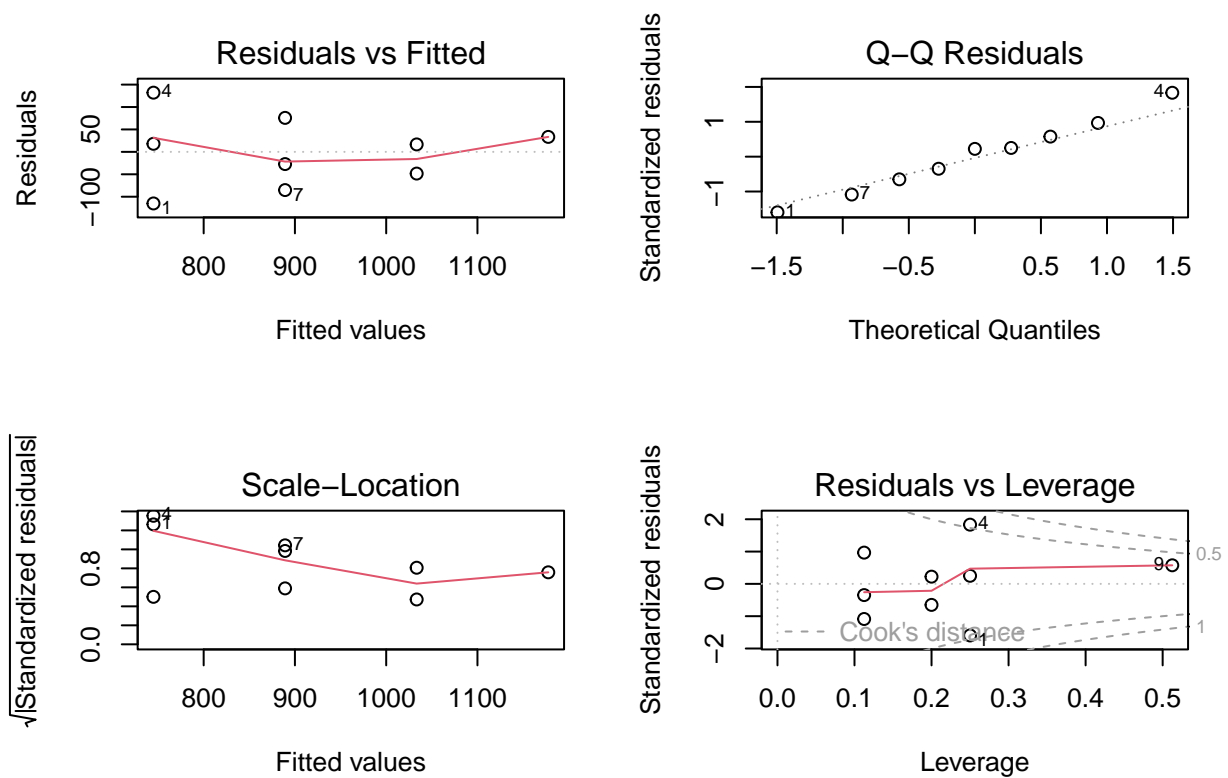 Residuals vs Fitted
Residuals
50
−100
4
1
7
800 900 1000 1100
Fitted values
Q−Q Residuals
Standardized residuals
1
−1
4
7
1
−1.5 −0.5 0.5 1.0 1.5
Theoretical Quantiles
Scale−Location
√|Standardized residuals|
0.8
0.0
4
1
7
800 900 1000 1100
Fitted values
Residuals vs Leverage
Standardized residuals
2
0
−2
4
9
1
0.5
1
Cook's distance
0.0 0.1 0.2 0.3 0.4 0.5
Leverage